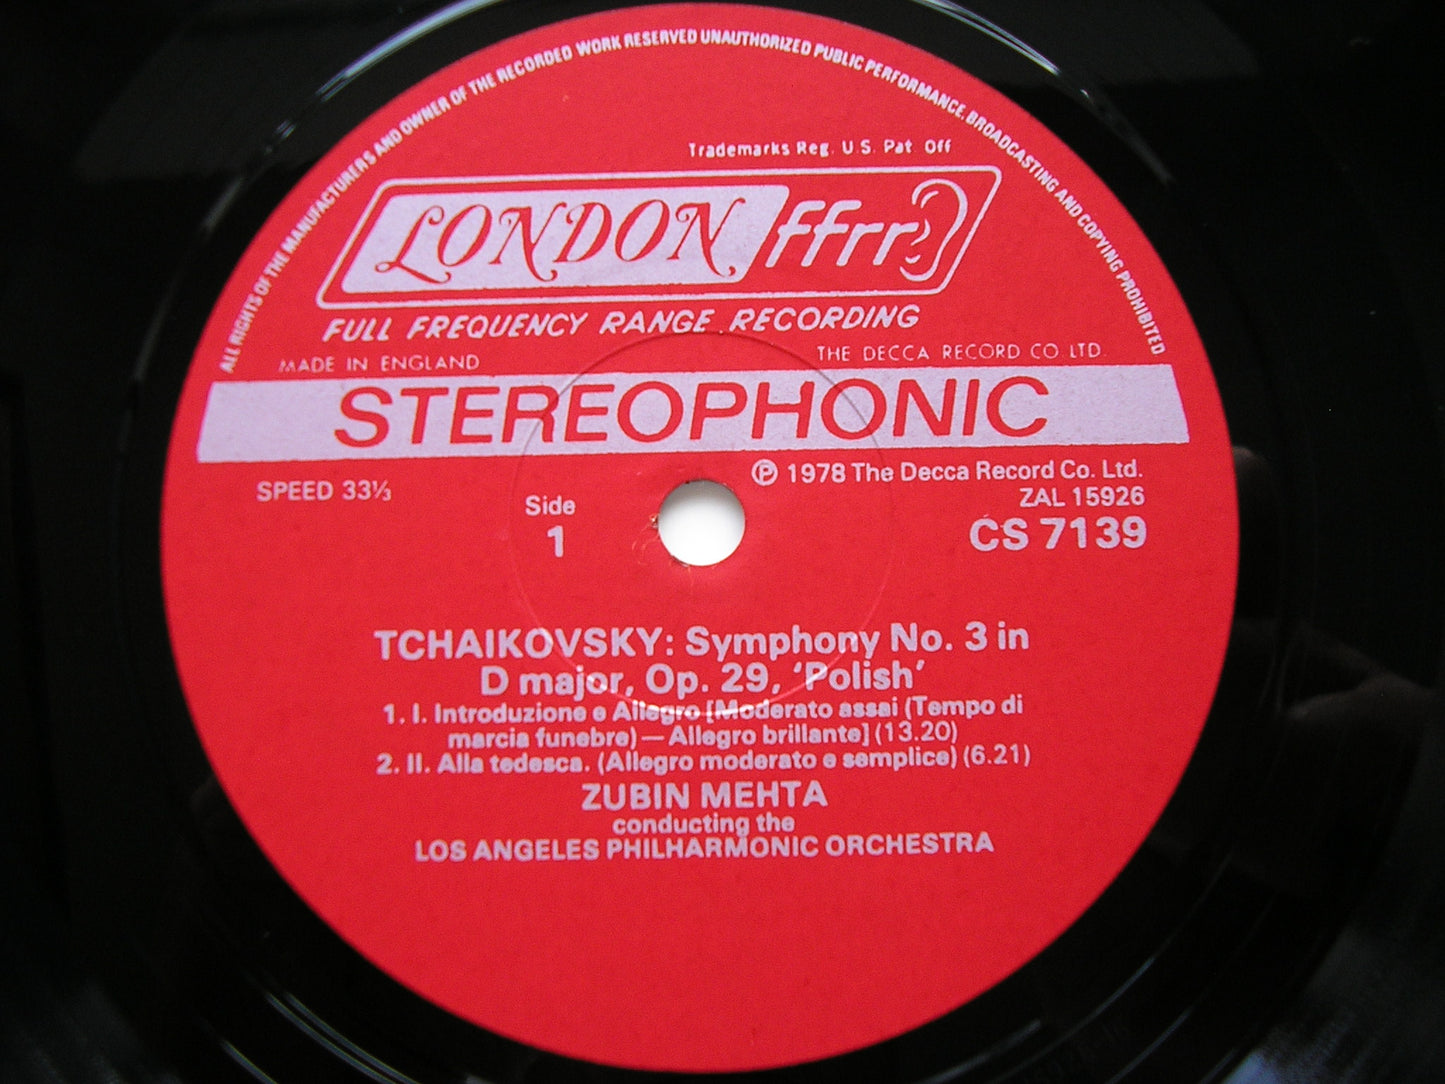 ALL RIGHTS OF THE MANUFACTURERS AND OWNER OF THE RECORDED WORK RESERVED UNAUTHORIZED PUBLIC PERFORMANCE, BROADCASTING AND COPYING PROHIBITED
Trademarks Reg. U.S. Pat. Off
LONDON ffrr
FULL FREQUENCY RANGE RECORDING
MADE IN ENGLAND THE DECCA RECORD CO LTD.
STEREOPHONIC
℗ 1978 The Decca Record Co. Ltd.
SPEED 33⅓ Side ZAL 15926
1 CS 7139
TCHAIKOVSKY: Symphony No. 3 in
D major, Op. 29, ‘Polish’
1. I. Introduzione e Allegro [Moderato assai (Tempo di
marcia funebre) — Allegro brillante] (13.20)
2. II. Alla tedesca. (Allegro moderato e semplice) (6.21)
ZUBIN MEHTA
conducting the
LOS ANGELES PHILHARMONIC ORCHESTRA